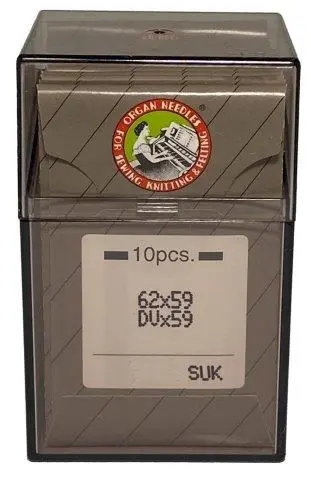 ORGAN NEEDLES ®
FOR SEWING, KNITTING & FELTING
10pcs.
62x59
DVx59
SUK